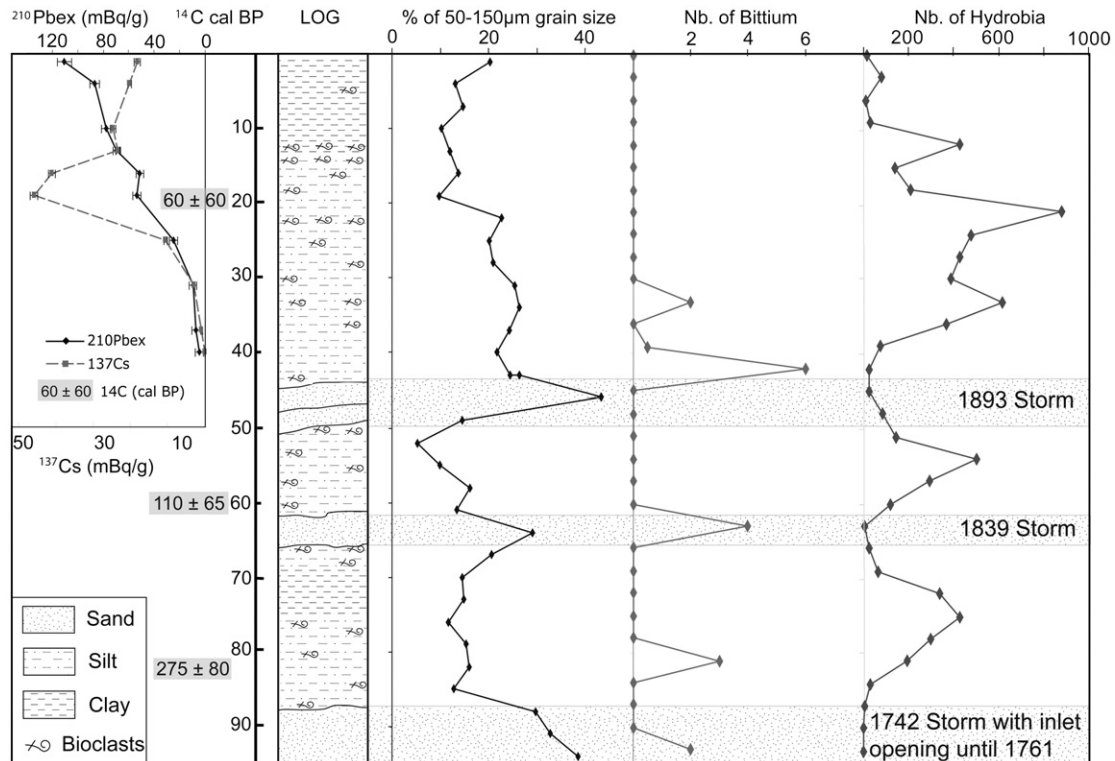 ²¹⁰Pbex (mBq/g) ¹⁴C cal BP LOG % of 50-150µm grain size Nb. of Bittium Nb. of Hydrobia
120 80 40 0 0 20 40 2 4 6 200 400 600 800 1000
10
60 ± 60 20
30
210Pbex
137Cs
60 ± 60 14C (cal BP)
40
1893 Storm
50 30 10 50
¹³⁷Cs (mBq/g)
110 ± 65 60
1839 Storm
70
275 ± 80 80
90
Sand
Silt
Clay
Bioclasts
1742 Storm with inlet
opening until 1761